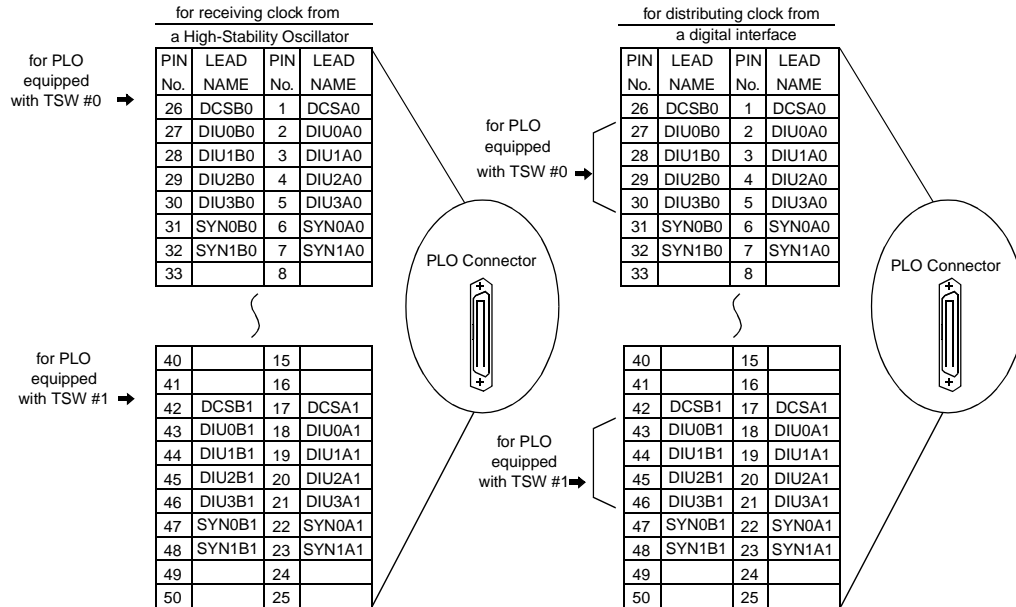 for receiving clock from
a High-Stability Oscillator
for PLO
equipped
with TSW #0
PIN LEAD PIN LEAD
No. NAME No. NAME
26 DCSB0 1 DCSA0
27 DIU0B0 2 DIU0A0
28 DIU1B0 3 DIU1A0
29 DIU2B0 4 DIU2A0
30 DIU3B0 5 DIU3A0
31 SYN0B0 6 SYN0A0
32 SYN1B0 7 SYN1A0
33 8
PLO Connector
for PLO
equipped
with TSW #1
40 15
41 16
42 DCSB1 17 DCSA1
43 DIU0B1 18 DIU0A1
44 DIU1B1 19 DIU1A1
45 DIU2B1 20 DIU2A1
46 DIU3B1 21 DIU3A1
47 SYN0B1 22 SYN0A1
48 SYN1B1 23 SYN1A1
49 24
50 25
for distributing clock from
a digital interface
for PLO
equipped
with TSW #0
PIN LEAD PIN LEAD
No. NAME No. NAME
26 DCSB0 1 DCSA0
27 DIU0B0 2 DIU0A0
28 DIU1B0 3 DIU1A0
29 DIU2B0 4 DIU2A0
30 DIU3B0 5 DIU3A0
31 SYN0B0 6 SYN0A0
32 SYN1B0 7 SYN1A0
33 8
PLO Connector
for PLO
equipped
with TSW #1
40 15
41 16
42 DCSB1 17 DCSA1
43 DIU0B1 18 DIU0A1
44 DIU1B1 19 DIU1A1
45 DIU2B1 20 DIU2A1
46 DIU3B1 21 DIU3A1
47 SYN0B1 22 SYN0A1
48 SYN1B1 23 SYN1A1
49 24
50 25